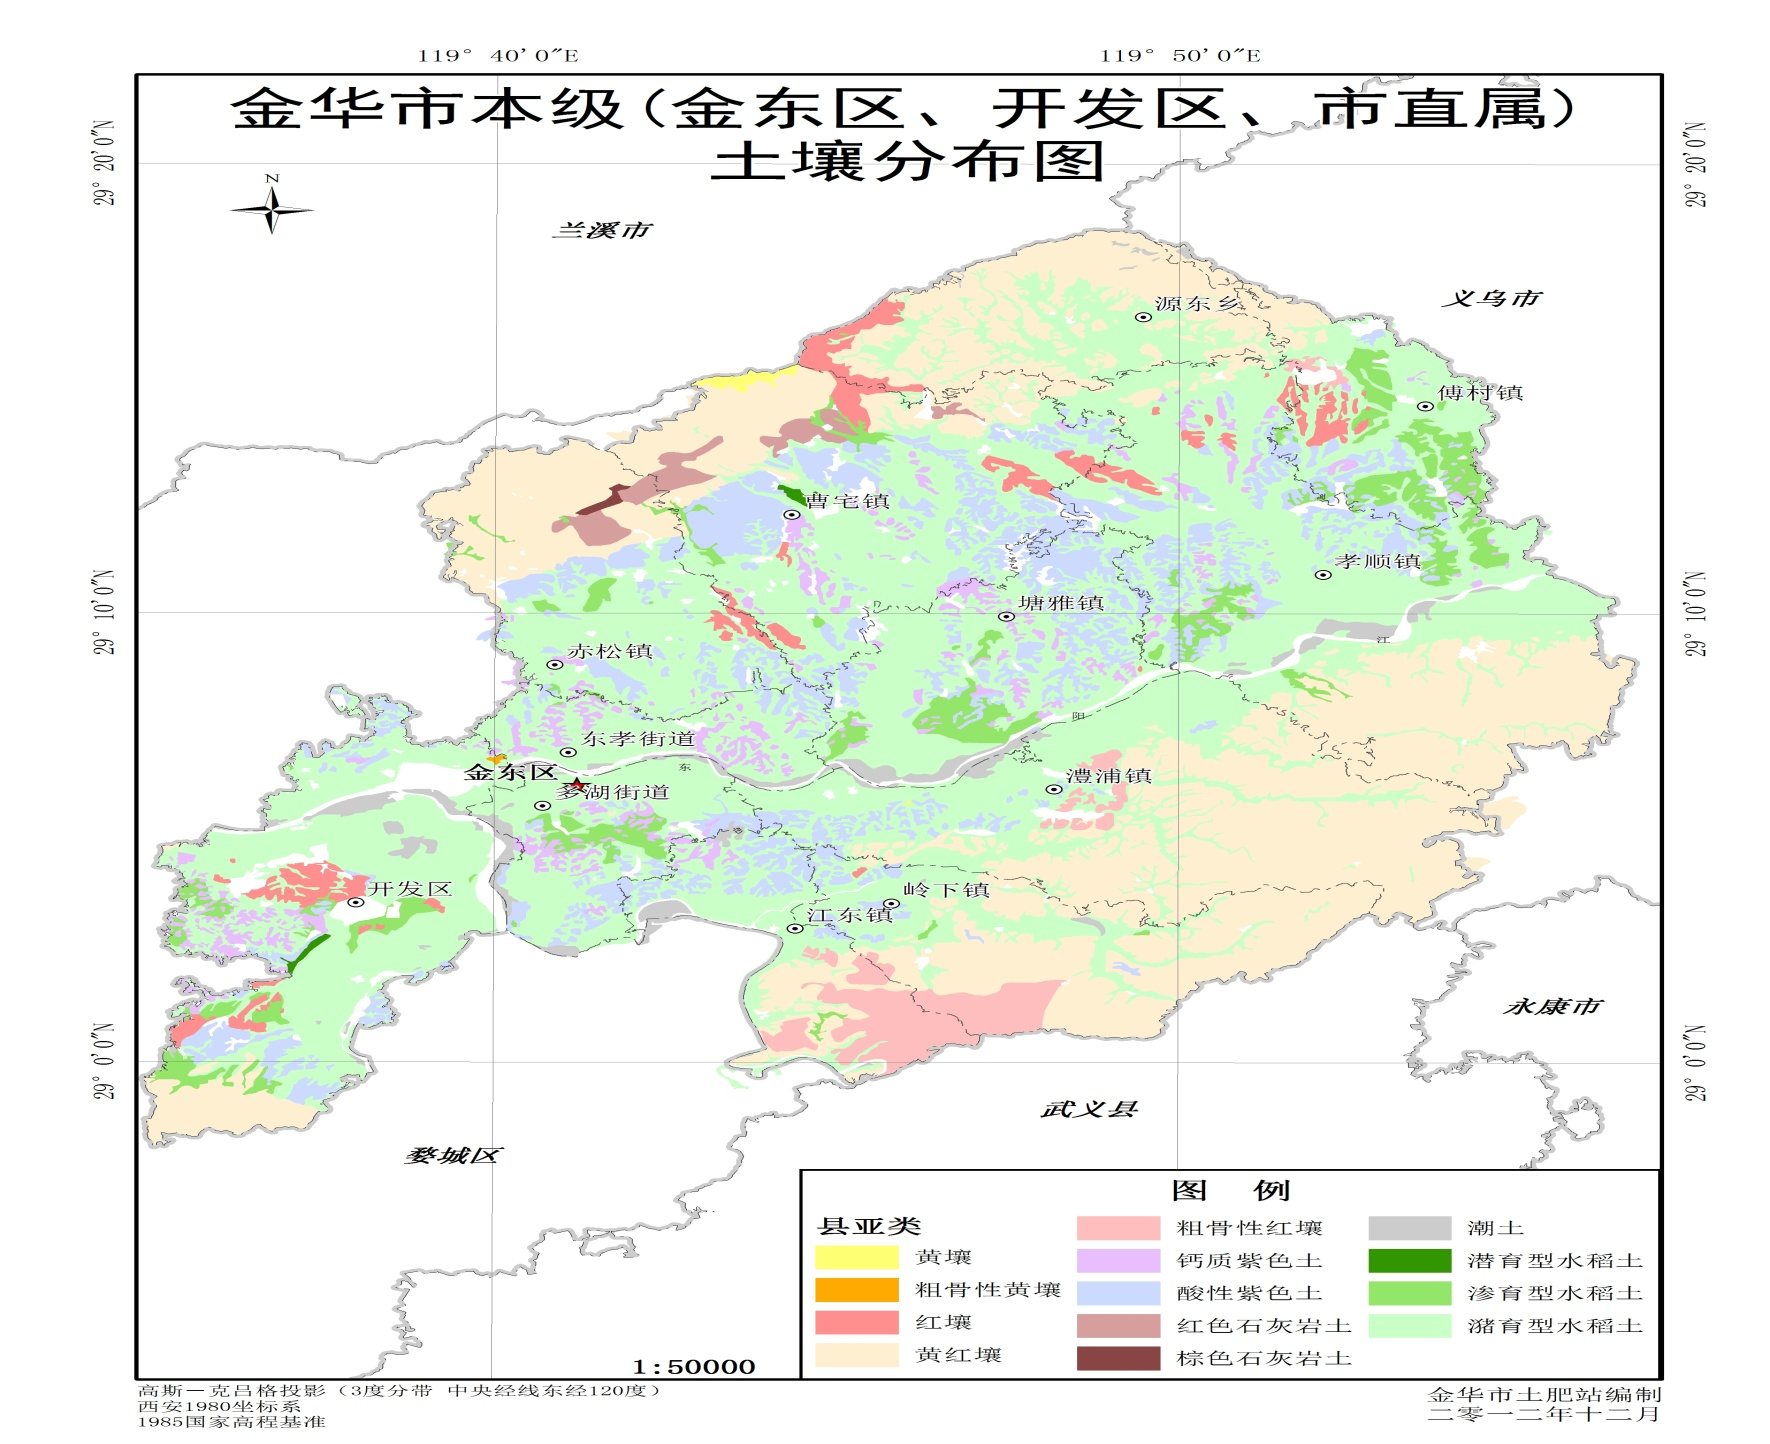 119° 40′ 0″E
119° 50′ 0″E
金华市本级(金东区、开发区、市直属)
土壤分布图
29° 20′ 0″N
29° 20′ 0″N
N
兰溪市
义乌市
源东乡
傅村镇
曹宅镇
孝顺镇
29° 10′ 0″N
29° 10′ 0″N
塘雅镇
江
赤松镇
阳
东孝街道
东
金东区
多湖街道
澧浦镇
开发区
岭下镇
江东镇
永康市
29° 0′ 0″N
29° 0′ 0″N
武义县
婺城区
图 例
县亚类
黄壤
粗骨性黄壤
红壤
黄红壤
粗骨性红壤
钙质紫色土
酸性紫色土
红色石灰岩土
棕色石灰岩土
潮土
潜育型水稻土
渗育型水稻土
潴育型水稻土
1:50000
高斯－克吕格投影（3度分带 中央经线东经120度）
西安1980坐标系
1985国家高程基准
金华市土肥站编制
二零一二年十二月